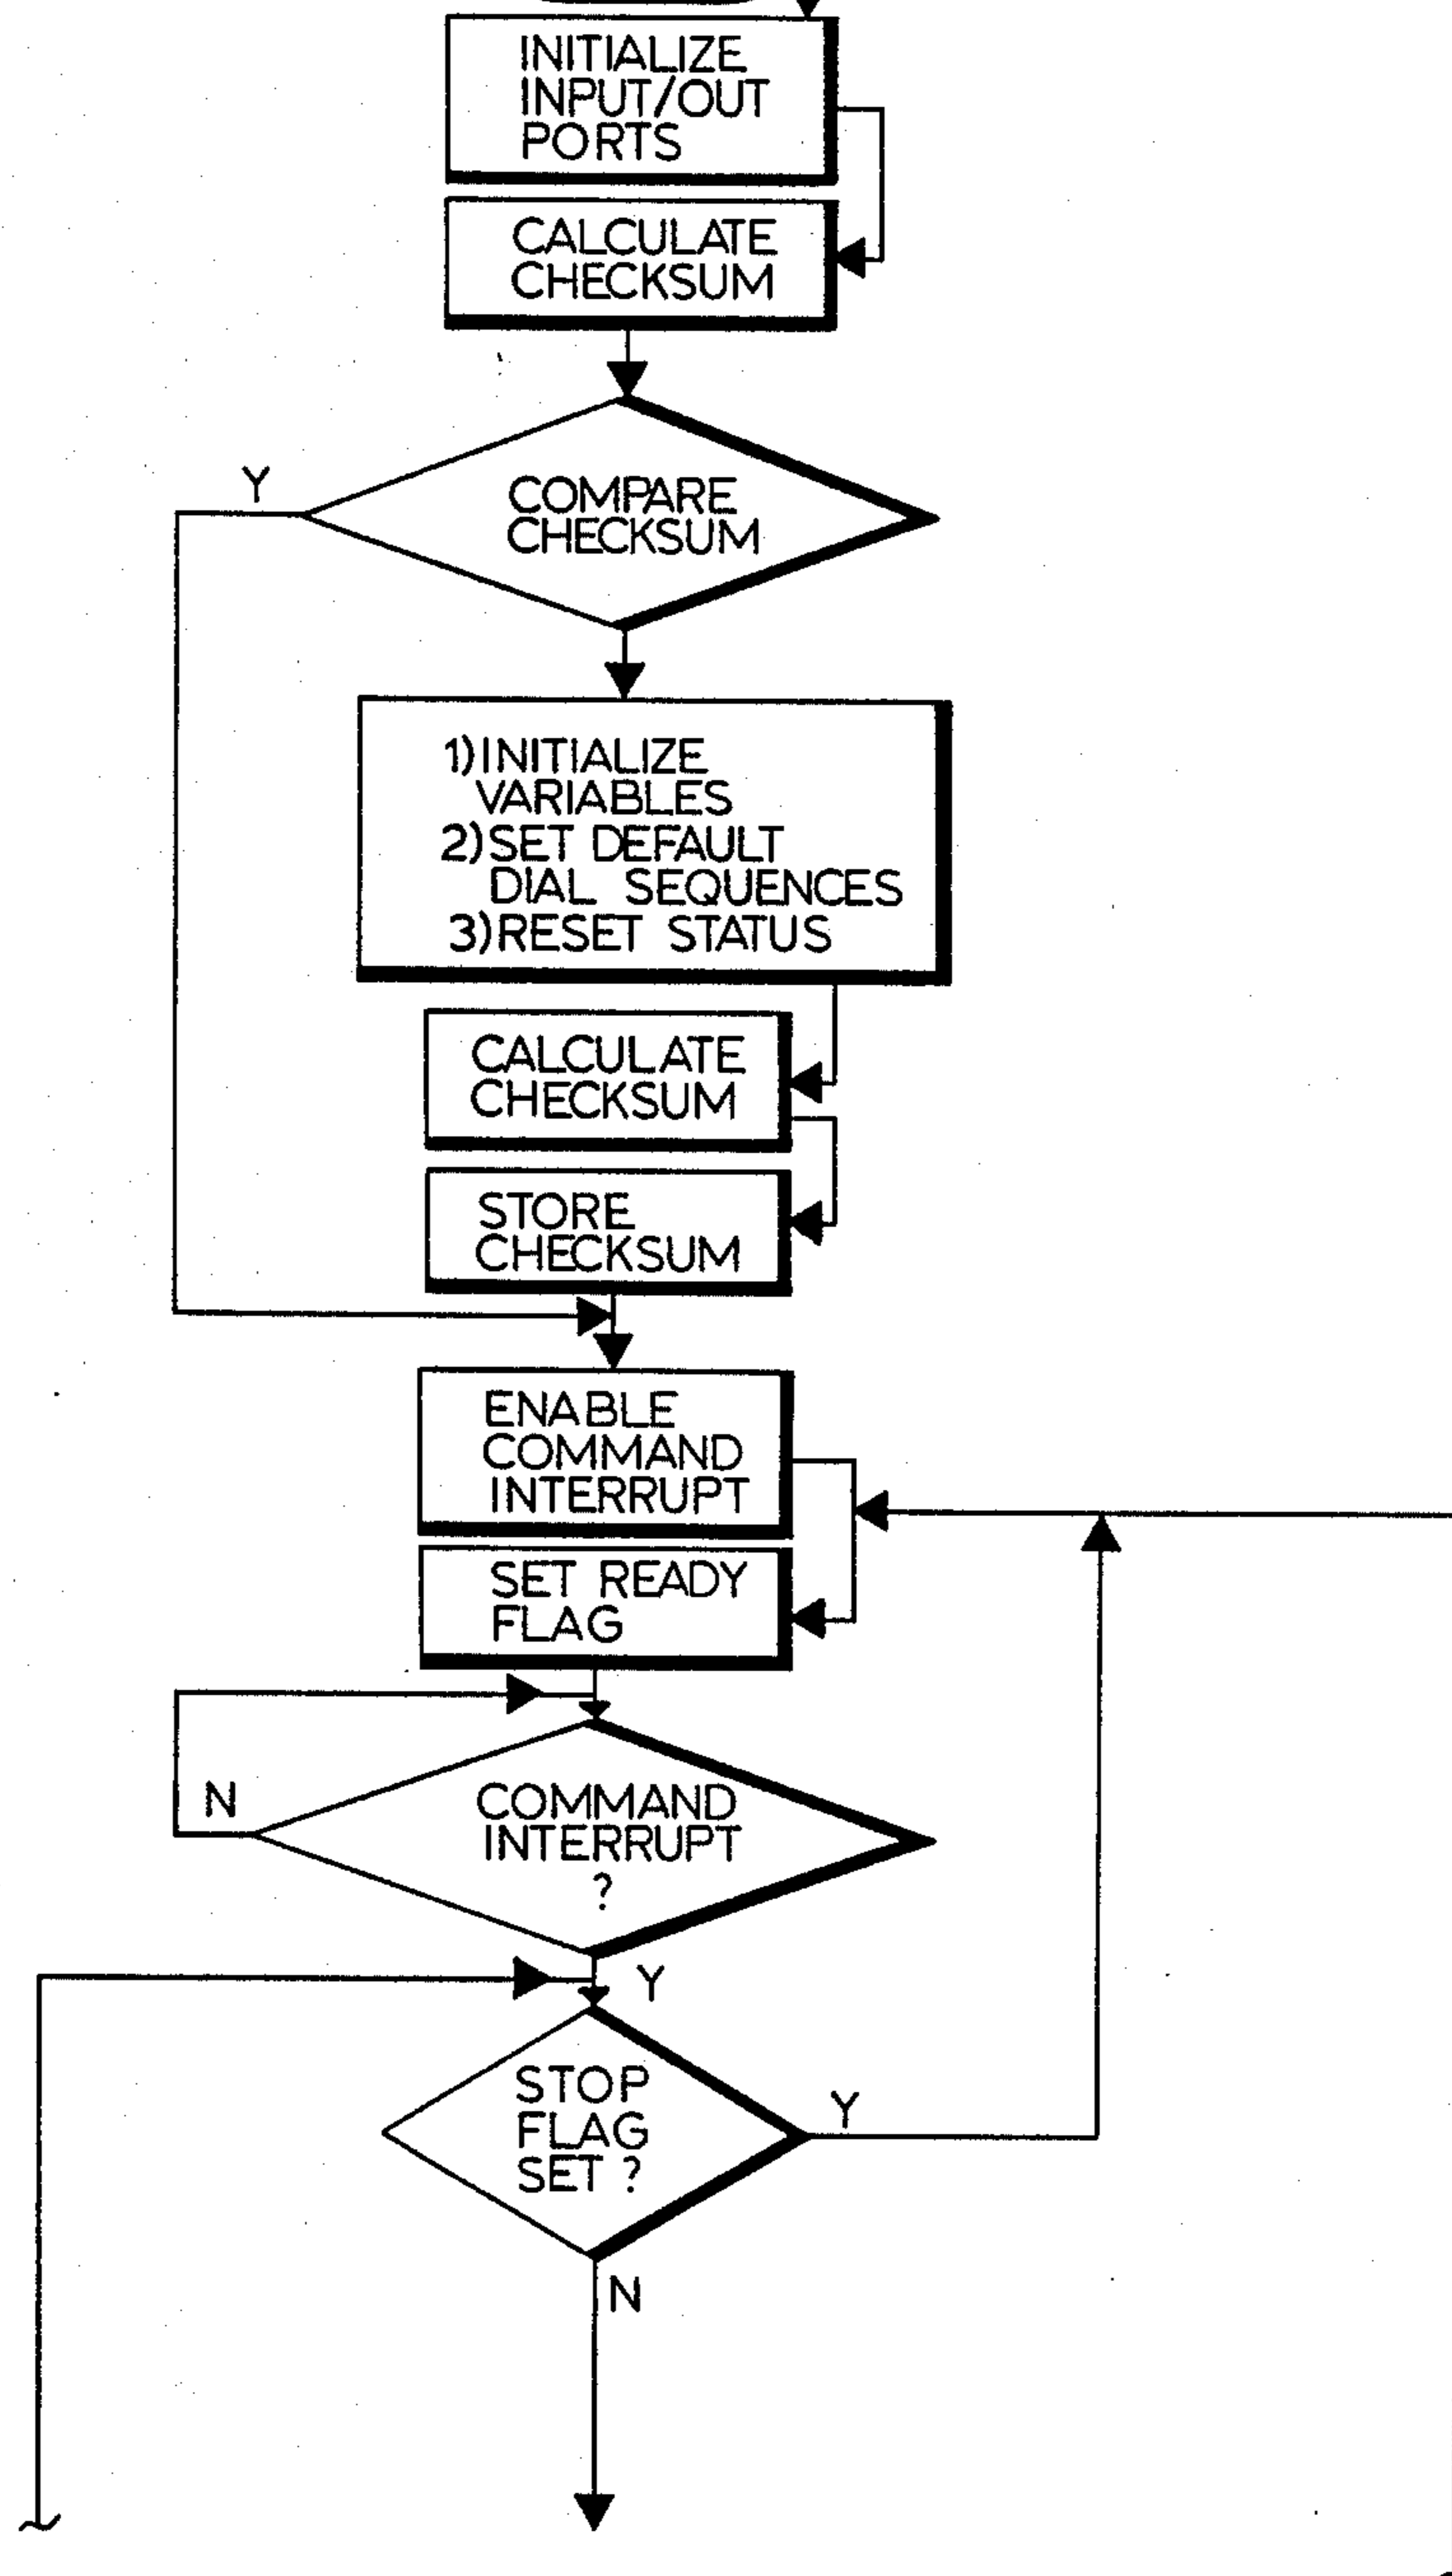 INITIALIZE
INPUT/OUT
PORTS
CALCULATE
CHECKSUM
Y
COMPARE
CHECKSUM
1)INITIALIZE
VARIABLES
2)SET DEFAULT
DIAL SEQUENCES
3)RESET STATUS
CALCULATE
CHECKSUM
STORE
CHECKSUM
ENABLE
COMMAND
INTERRUPT
SET READY
FLAG
N
COMMAND
INTERRUPT
?
Y
STOP
FLAG
SET ?
Y
N